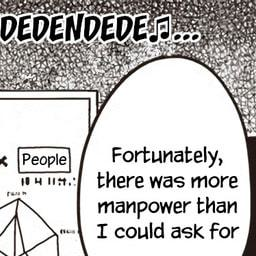 DEDENDEDE♫...
People
Fortunately,
there was more
manpower than
I could ask for